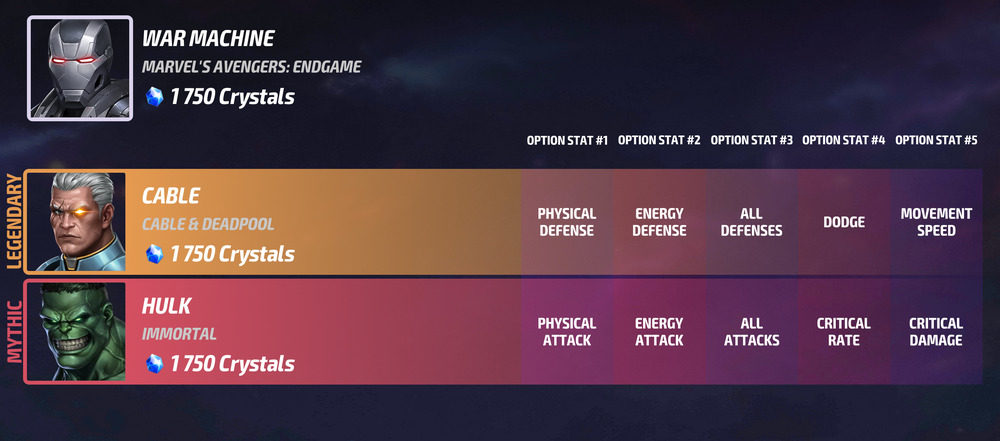 WAR MACHINE
MARVEL'S AVENGERS: ENDGAME
1 750 Crystals
OPTION STAT #1 OPTION STAT #2 OPTION STAT #3 OPTION STAT #4 OPTION STAT #5
LEGENDARY
CABLE
CABLE & DEADPOOL
1 750 Crystals
PHYSICAL DEFENSE
ENERGY DEFENSE
ALL DEFENSES
DODGE
MOVEMENT SPEED
MYTHIC
HULK
IMMORTAL
1 750 Crystals
PHYSICAL ATTACK
ENERGY ATTACK
ALL ATTACKS
CRITICAL RATE
CRITICAL DAMAGE